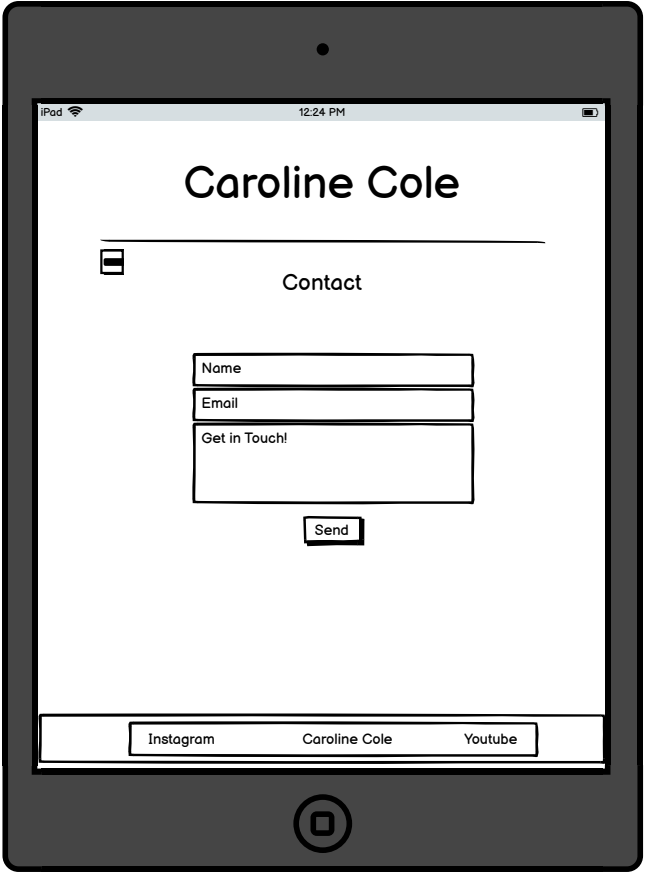 iPad 12:24 PM
Caroline Cole
Contact
Name
Email
Get in Touch!
Send
Instagram Caroline Cole Youtube